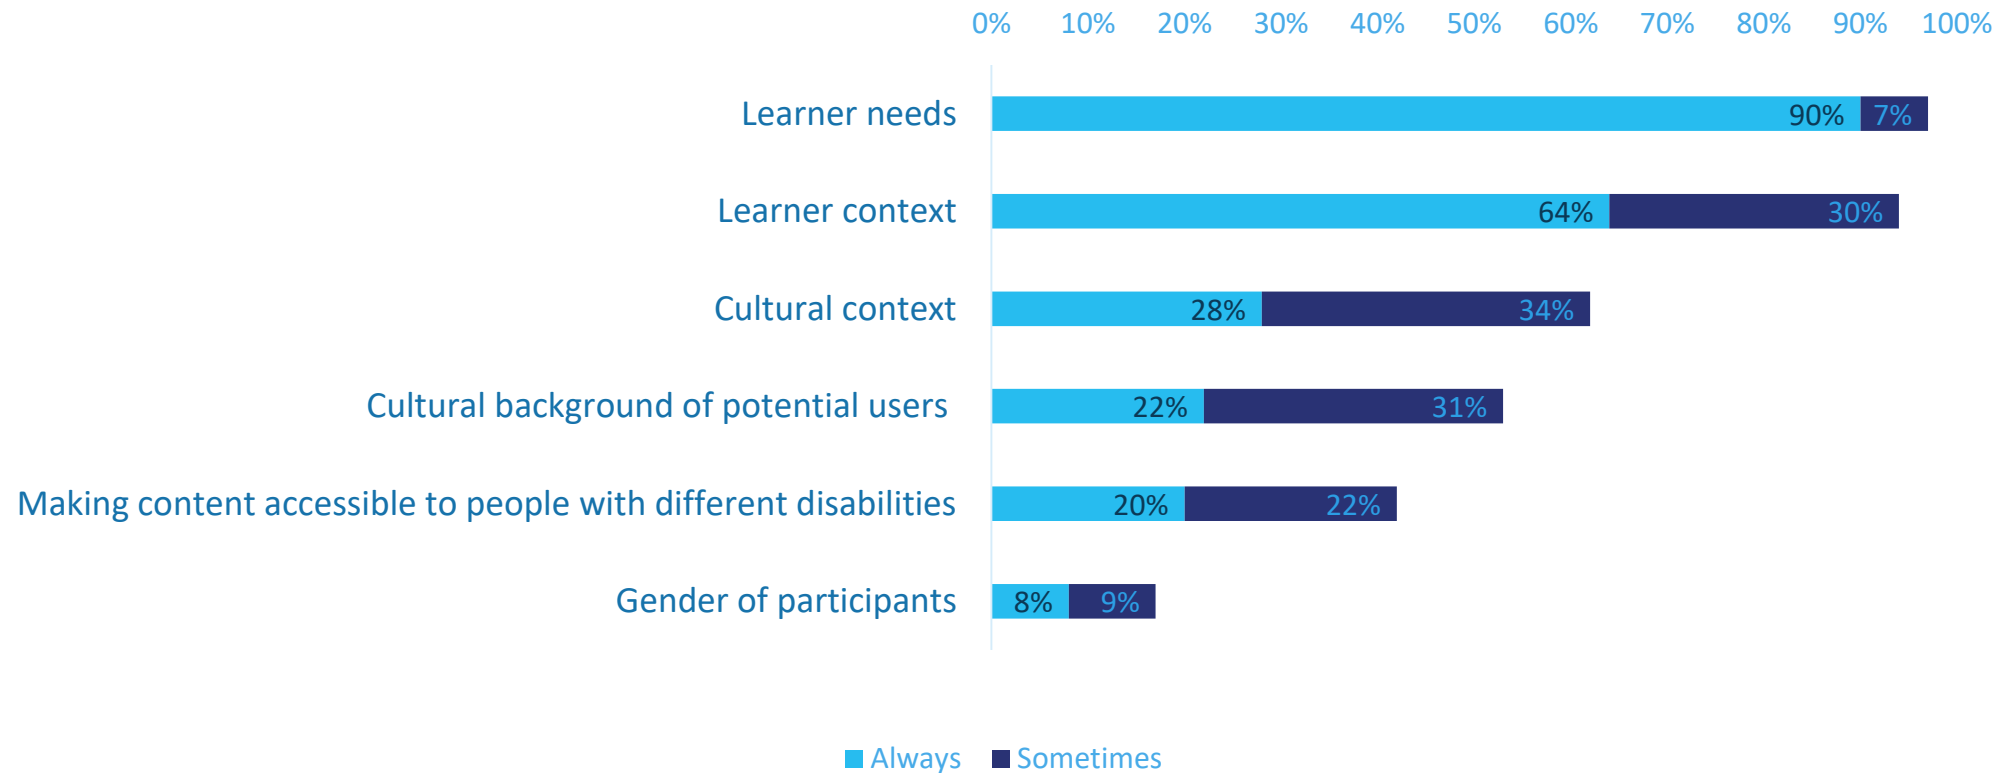 0% 10% 20% 30% 40% 50% 60% 70% 80% 90% 100%
Learner needs 90% 7%
Learner context 64% 30%
Cultural context 28% 34%
Cultural background of potential users 22% 31%
Making content accessible to people with different disabilities 20% 22%
Gender of participants 8% 9%
Always Sometimes